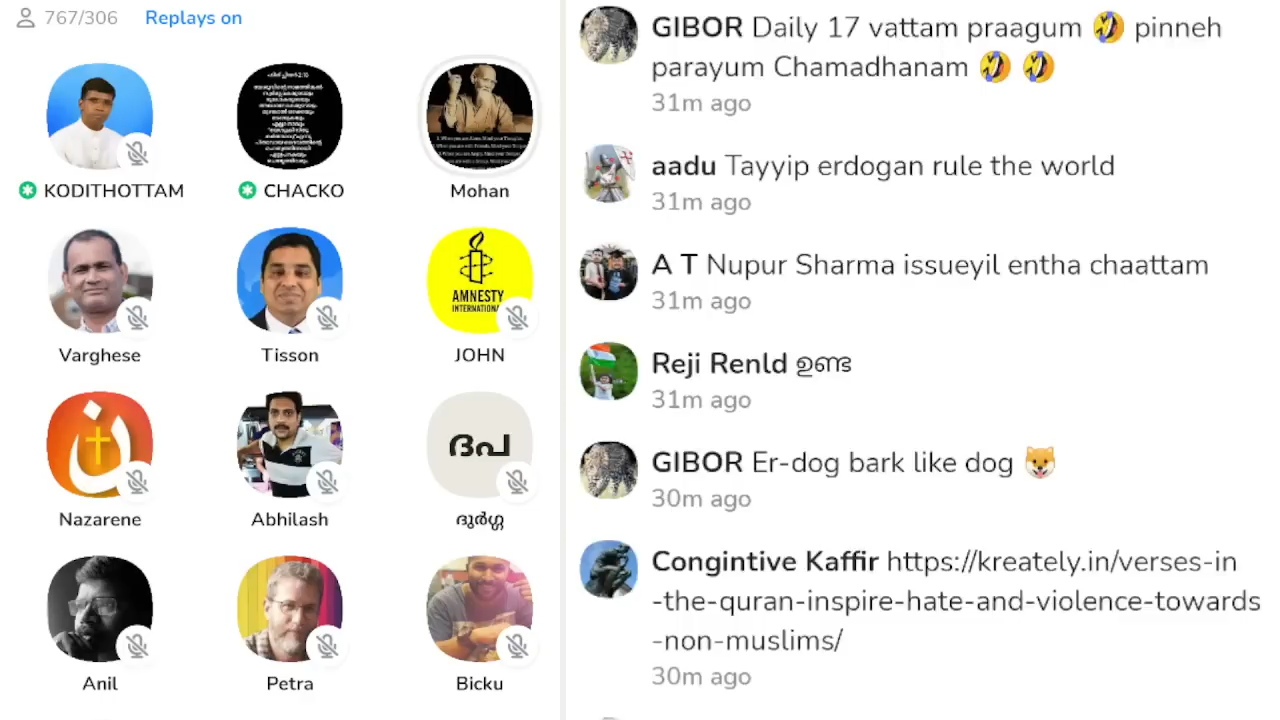 767/306 Replays on
KODITHOTTAM
CHACKO
Mohan
Varghese
Tisson
AMNESTY
JOHN
Nazarene
Abhilash
ദപ
ദുർഗ്ഗ
Anil
Petra
Bicku
GIBOR Daily 17 vattam praagum 🤣 pinneh
parayum Chamadhanam 🤣 🤣
31m ago
aadu Tayyip erdogan rule the world
31m ago
A T Nupur Sharma issueyil entha chaattam
31m ago
Reji Renld ഉണ്ട
31m ago
GIBOR Er-dog bark like dog 🐶
30m ago
Congintive Kaffir https://kreately.in/verses-in
-the-quran-inspire-hate-and-violence-towards
-non-muslims/
30m ago